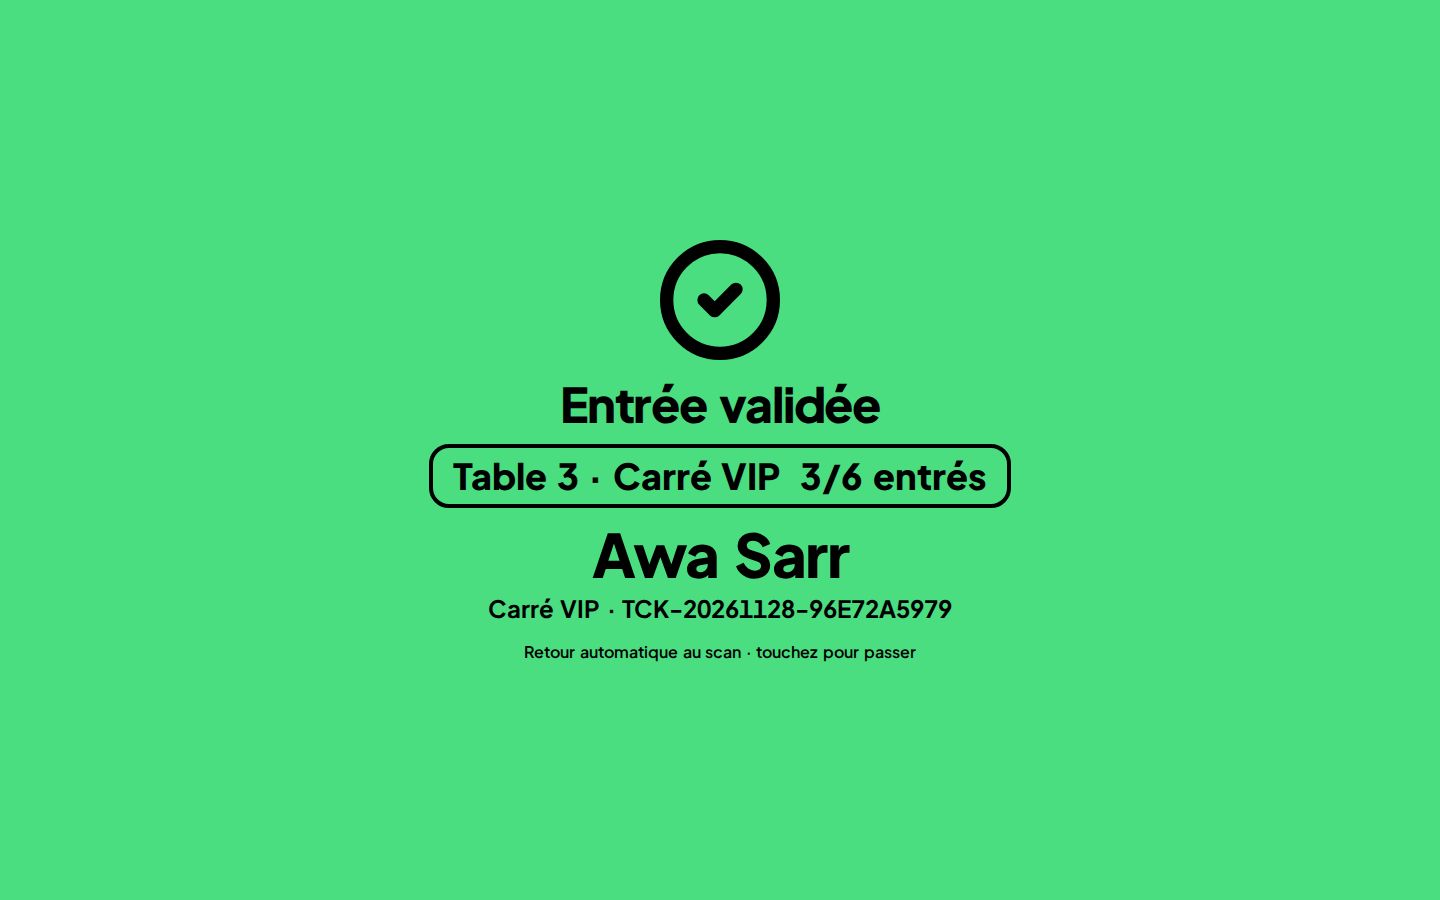 Entrée validée
Table 3 · Carré VIP 3/6 entrés
Awa Sarr
Carré VIP · TCK-20261128-96E72A5979
Retour automatique au scan · touchez pour passer